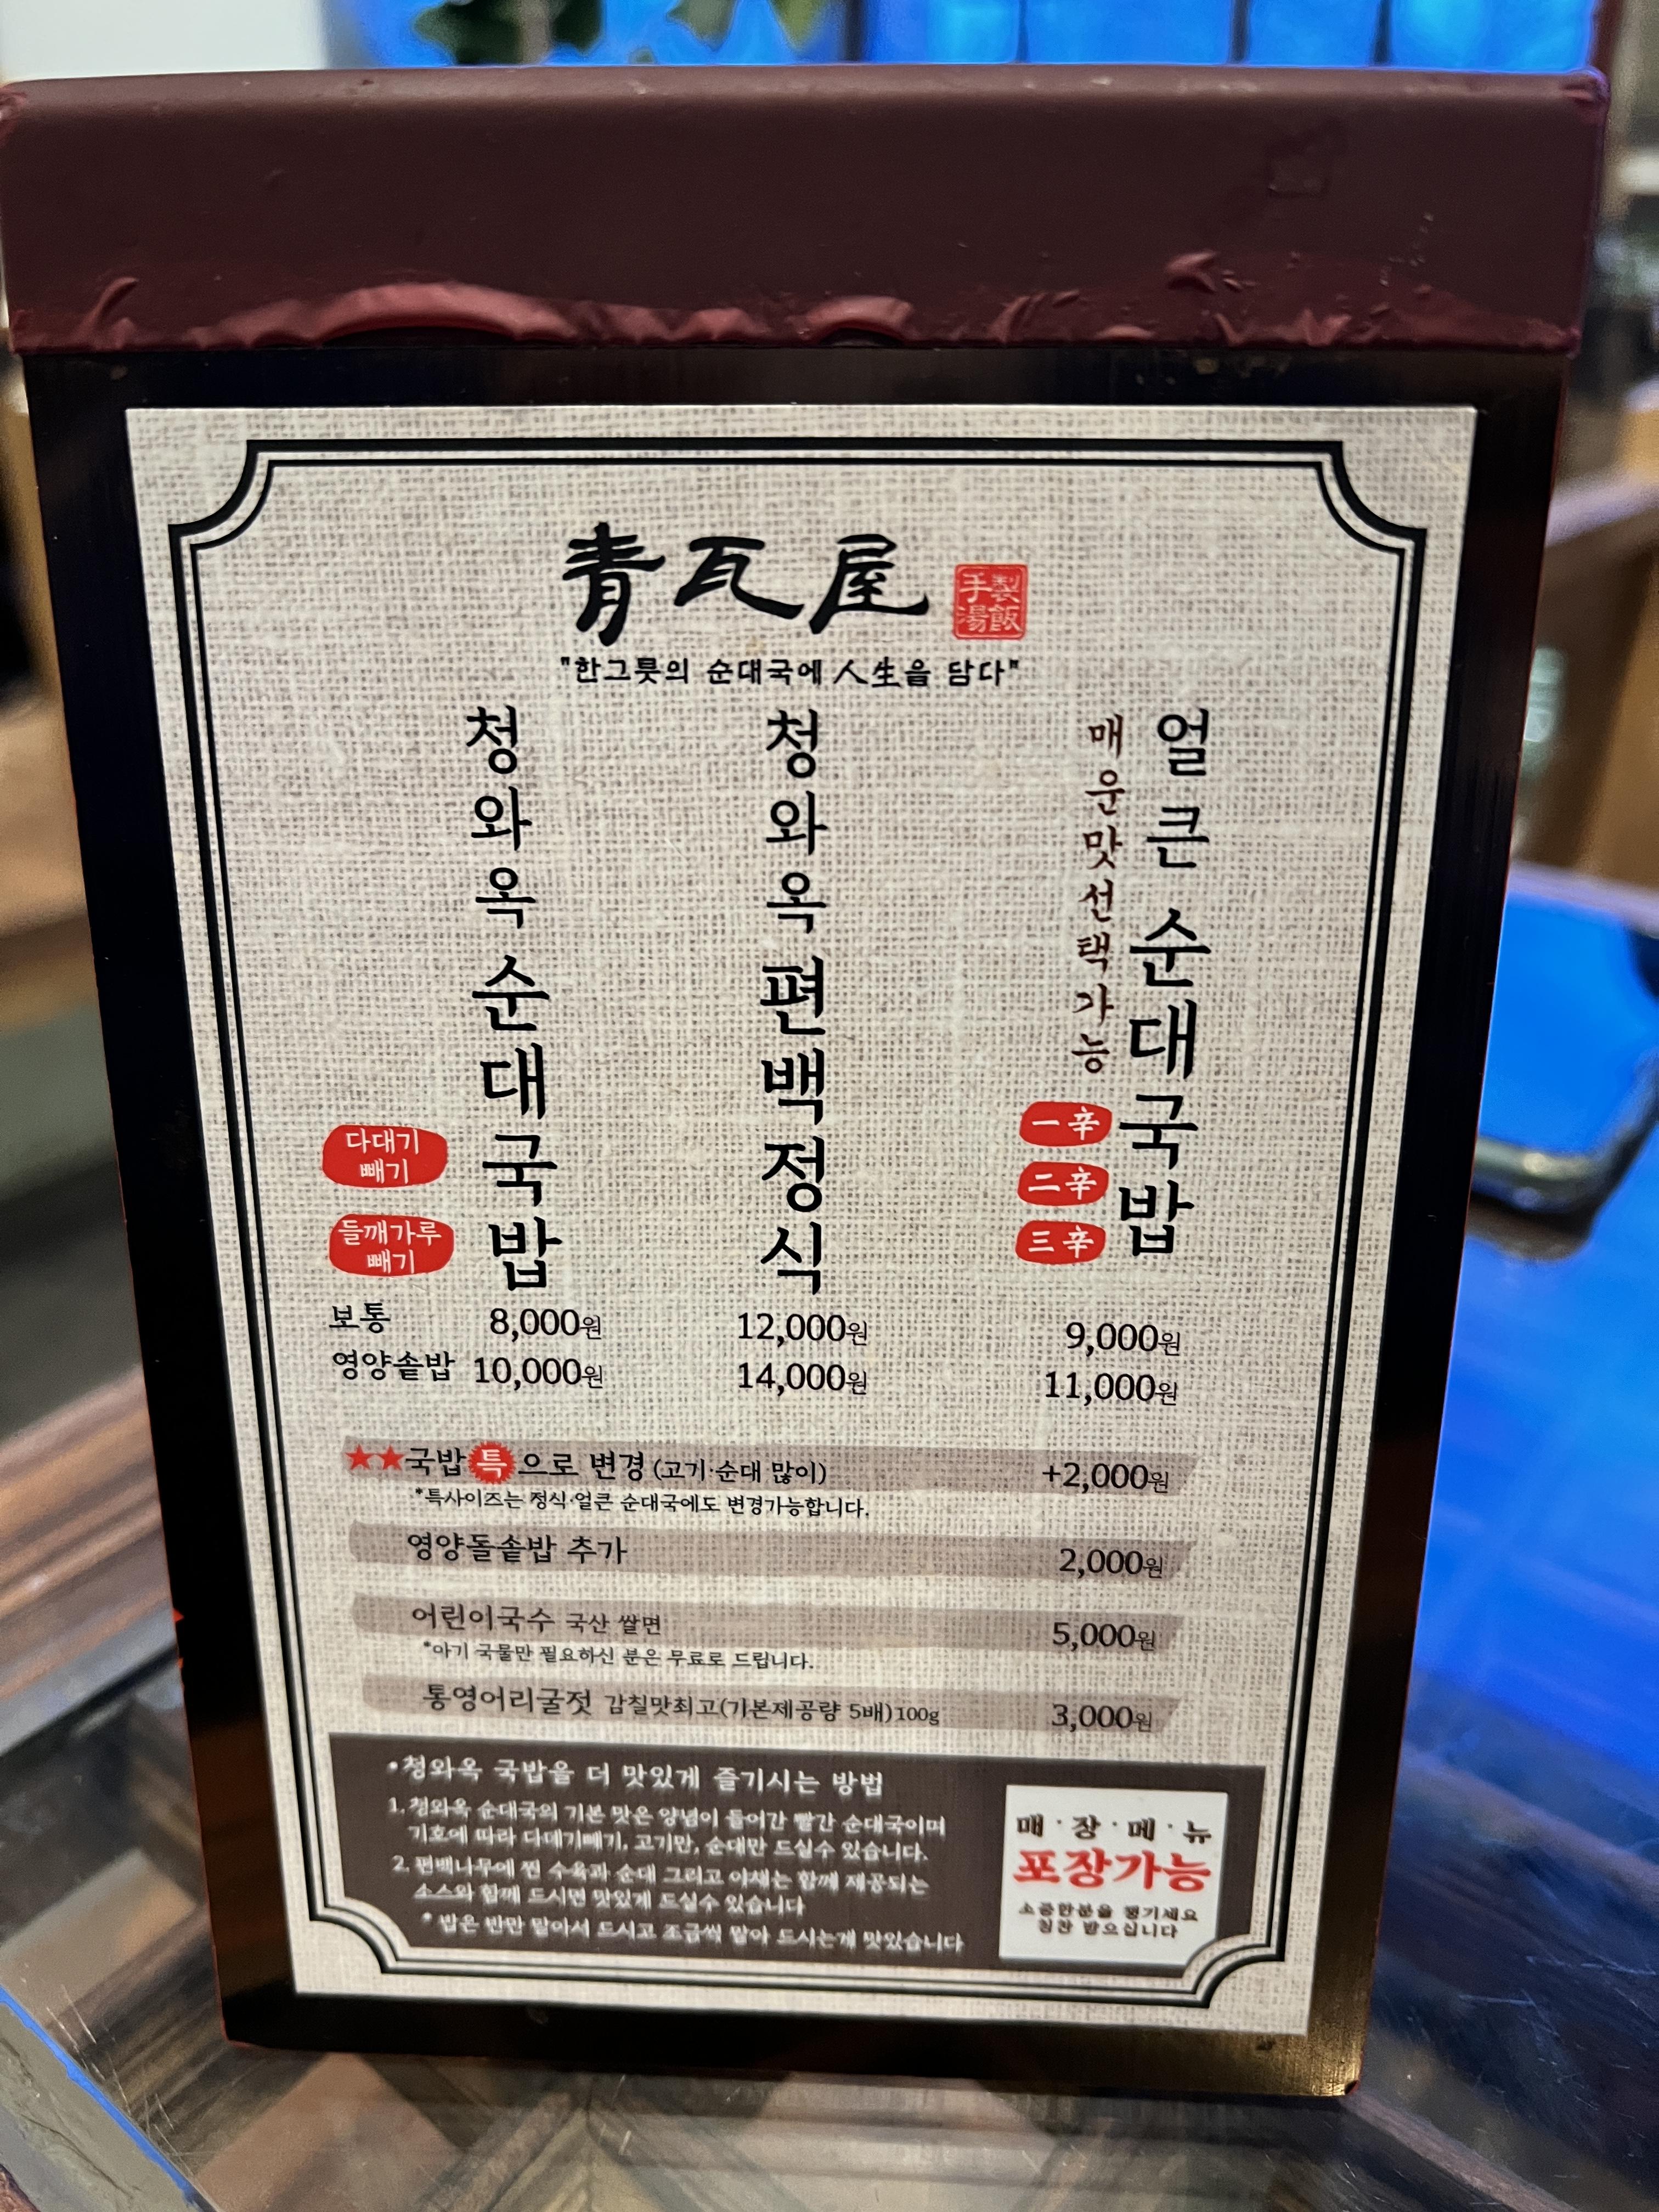 青瓦屋
手製
湯飯
"한그릇의 순대국에 人生을 담다"
청와옥 순대국밥
다대기
빼기
들깨가루
빼기
청와옥 편백정식
얼큰 순대국밥
매운맛선택가능
一辛
二辛
三辛
보통 8,000원 12,000원 9,000원
영양솥밥 10,000원 14,000원 11,000원
★★국밥 특으로 변경 (고기·순대 많이) +2,000원
*특사이즈는 정식·얼큰 순대국에도 변경가능합니다.
영양돌솥밥 추가 2,000원
어린이국수 국산 쌀면 5,000원
*아기 국물만 필요하신 분은 무료로 드립니다.
통영어리굴젓 감칠맛최고(기본제공량 5배)100g 3,000원
•청와옥 국밥을 더 맛있게 즐기시는 방법
1. 청와옥 순대국의 기본 맛은 양념이 들어간 빨간 순대국이며
기호에 따라 다데기빼기, 고기만, 순대만 드실수 있습니다.
2. 편백나무에 찐 수육과 순대 그리고 야채는 함께 제공되는
소스와 함께 드시면 맛있게 드실수 있습니다
* 밥은 반만 말아서 드시고 조금씩 말아 드시는게 맛있습니다
매·장·메·뉴
포장가능
소중한분을 챙기세요
칭찬 받으십니다